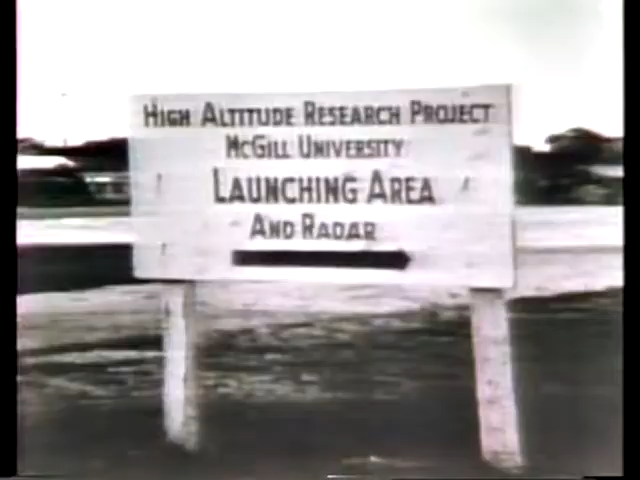 High Altitude Research Project
McGill University
Launching Area
And Radar